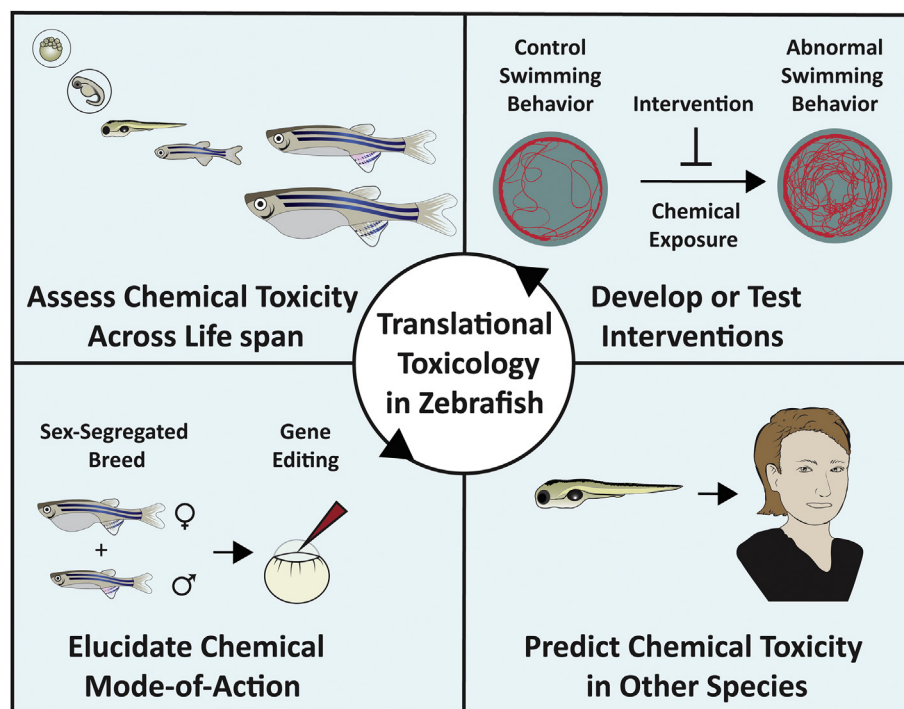 Assess Chemical Toxicity
Across Life span
Control
Swimming
Behavior
Intervention
Chemical
Exposure
Abnormal
Swimming
Behavior
Develop or Test
Interventions
Translational
Toxicology
in Zebrafish
Sex-Segregated
Breed
♀
+
♂
Gene
Editing
Elucidate Chemical
Mode-of-Action
Predict Chemical Toxicity
in Other Species